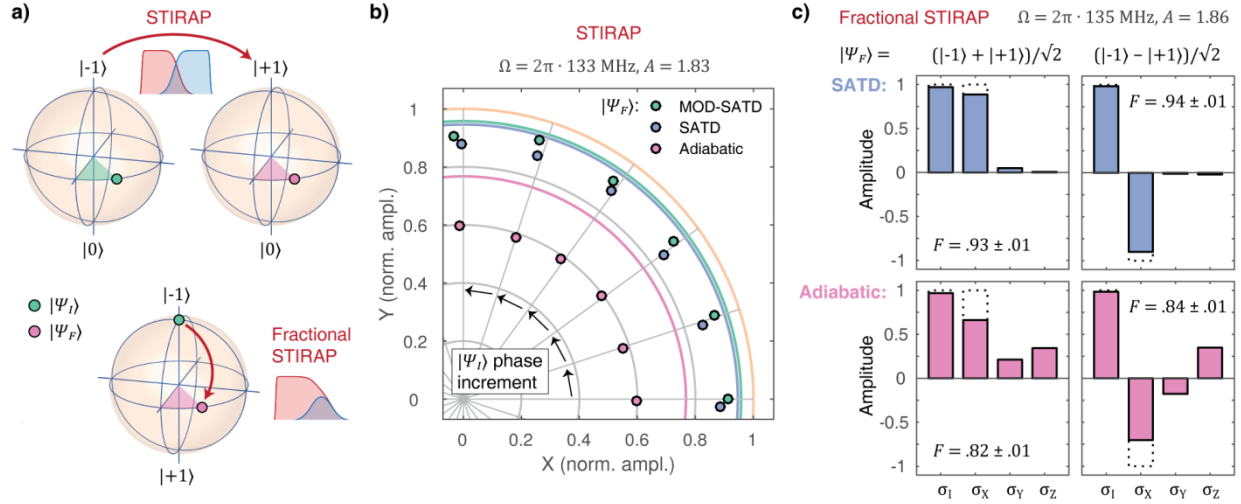 a)
STIRAP
|-1⟩
|+1⟩
|0⟩
|0⟩
|Ψ_I⟩
|Ψ_F⟩
|-1⟩
Fractional
STIRAP
|+1⟩
b)
STIRAP
Ω = 2π · 133 MHz, A = 1.83
|Ψ_F⟩:
MOD-SATD
SATD
Adiabatic
Y (norm. ampl.)
1
0.8
0.6
0.4
0.2
0
|Ψ_I⟩ phase
increment
0
0.2
0.4
0.6
0.8
1
X (norm. ampl.)
c)
Fractional STIRAP
Ω = 2π · 135 MHz, A = 1.86
|Ψ_F⟩ =
(|-1⟩ + |+1⟩)/√2
(|-1⟩ − |+1⟩)/√2
SATD:
Amplitude
1
0.5
0
-0.5
-1
F = .93 ± .01
F = .94 ± .01
Adiabatic:
Amplitude
1
0.5
0
-0.5
-1
F = .82 ± .01
F = .84 ± .01
σ_I σ_X σ_Y σ_Z
σ_I σ_X σ_Y σ_Z